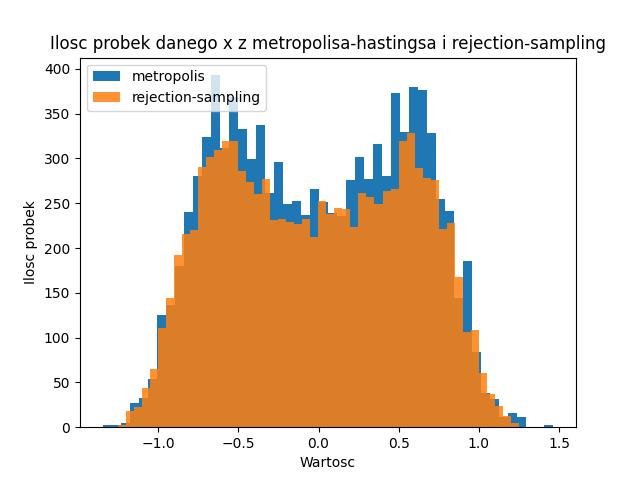 Ilosc probek danego x z metropolisa-hastingsa i rejection-sampling
metropolis
rejection-sampling
400
350
300
250
200
150
100
50
0
Ilosc probek
−1.0 −0.5 0.0 0.5 1.0 1.5
Wartosc